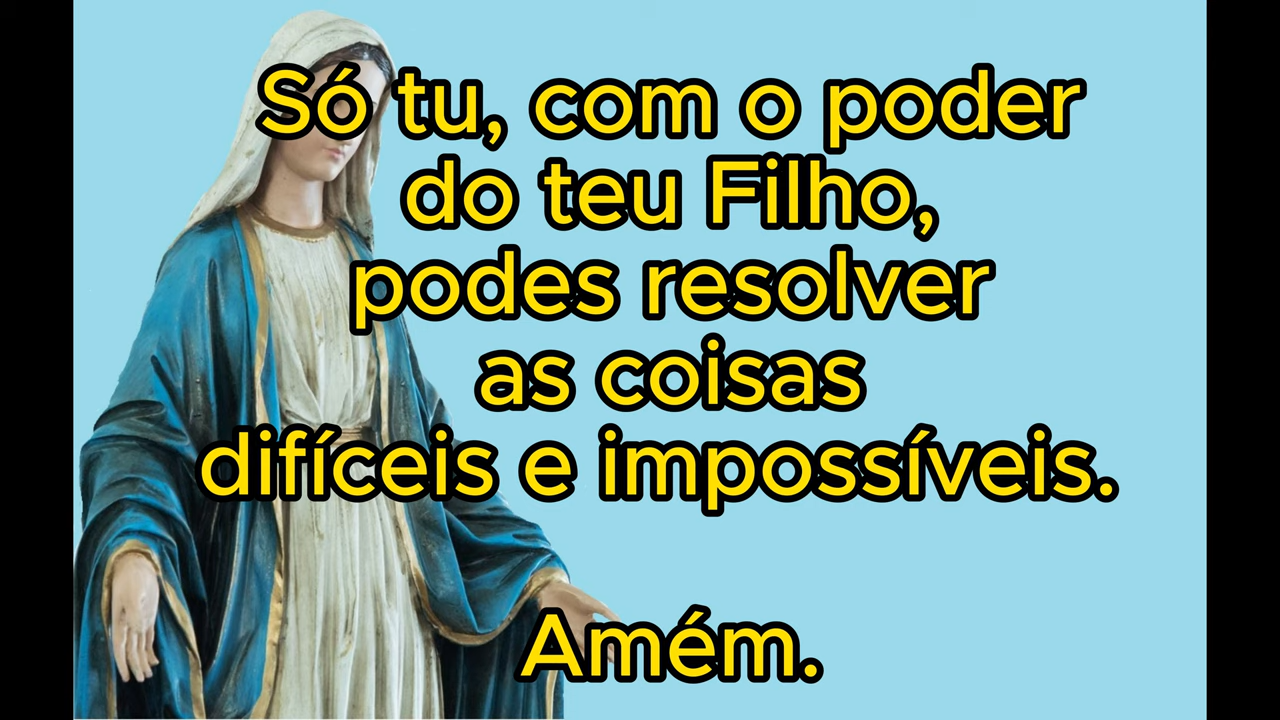 Só tu, com o poder
do teu Filho,
podes resolver
as coisas
difíceis e impossíveis.
Amém.